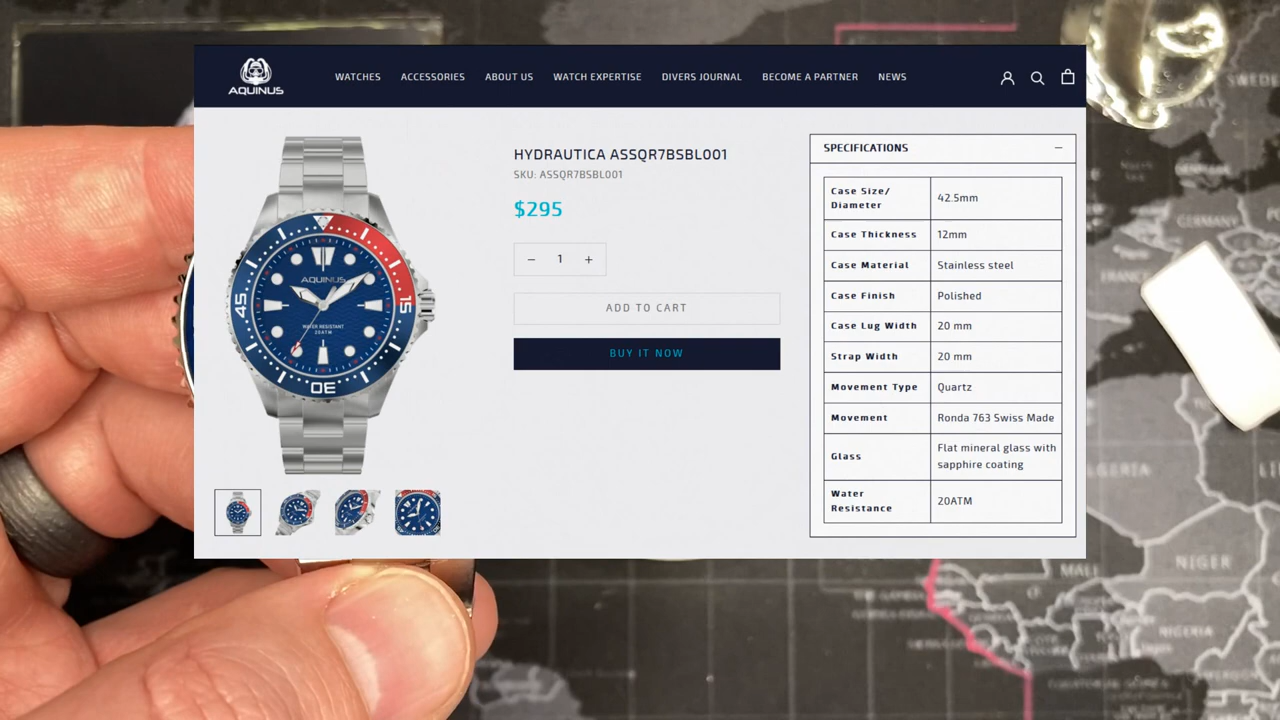 AQUINUS
WATCHES
ACCESSORIES
ABOUT US
WATCH EXPERTISE
DIVERS JOURNAL
BECOME A PARTNER
NEWS
HYDRAUTICA ASSQR7BSBL001
SKU: ASSQR7BSBL001
$295
− 1 +
ADD TO CART
BUY IT NOW
AQUINUS
WATER RESISTANT
20ATM
15
30
45
SPECIFICATIONS −
Case Size/
Diameter
42.5mm
Case Thickness
12mm
Case Material
Stainless steel
Case Finish
Polished
Case Lug Width
20 mm
Strap Width
20 mm
Movement Type
Quartz
Movement
Ronda 763 Swiss Made
Glass
Flat mineral glass with
sapphire coating
Water
Resistance
20ATM
GERMANY
MALI
NIGER
NIGERIA